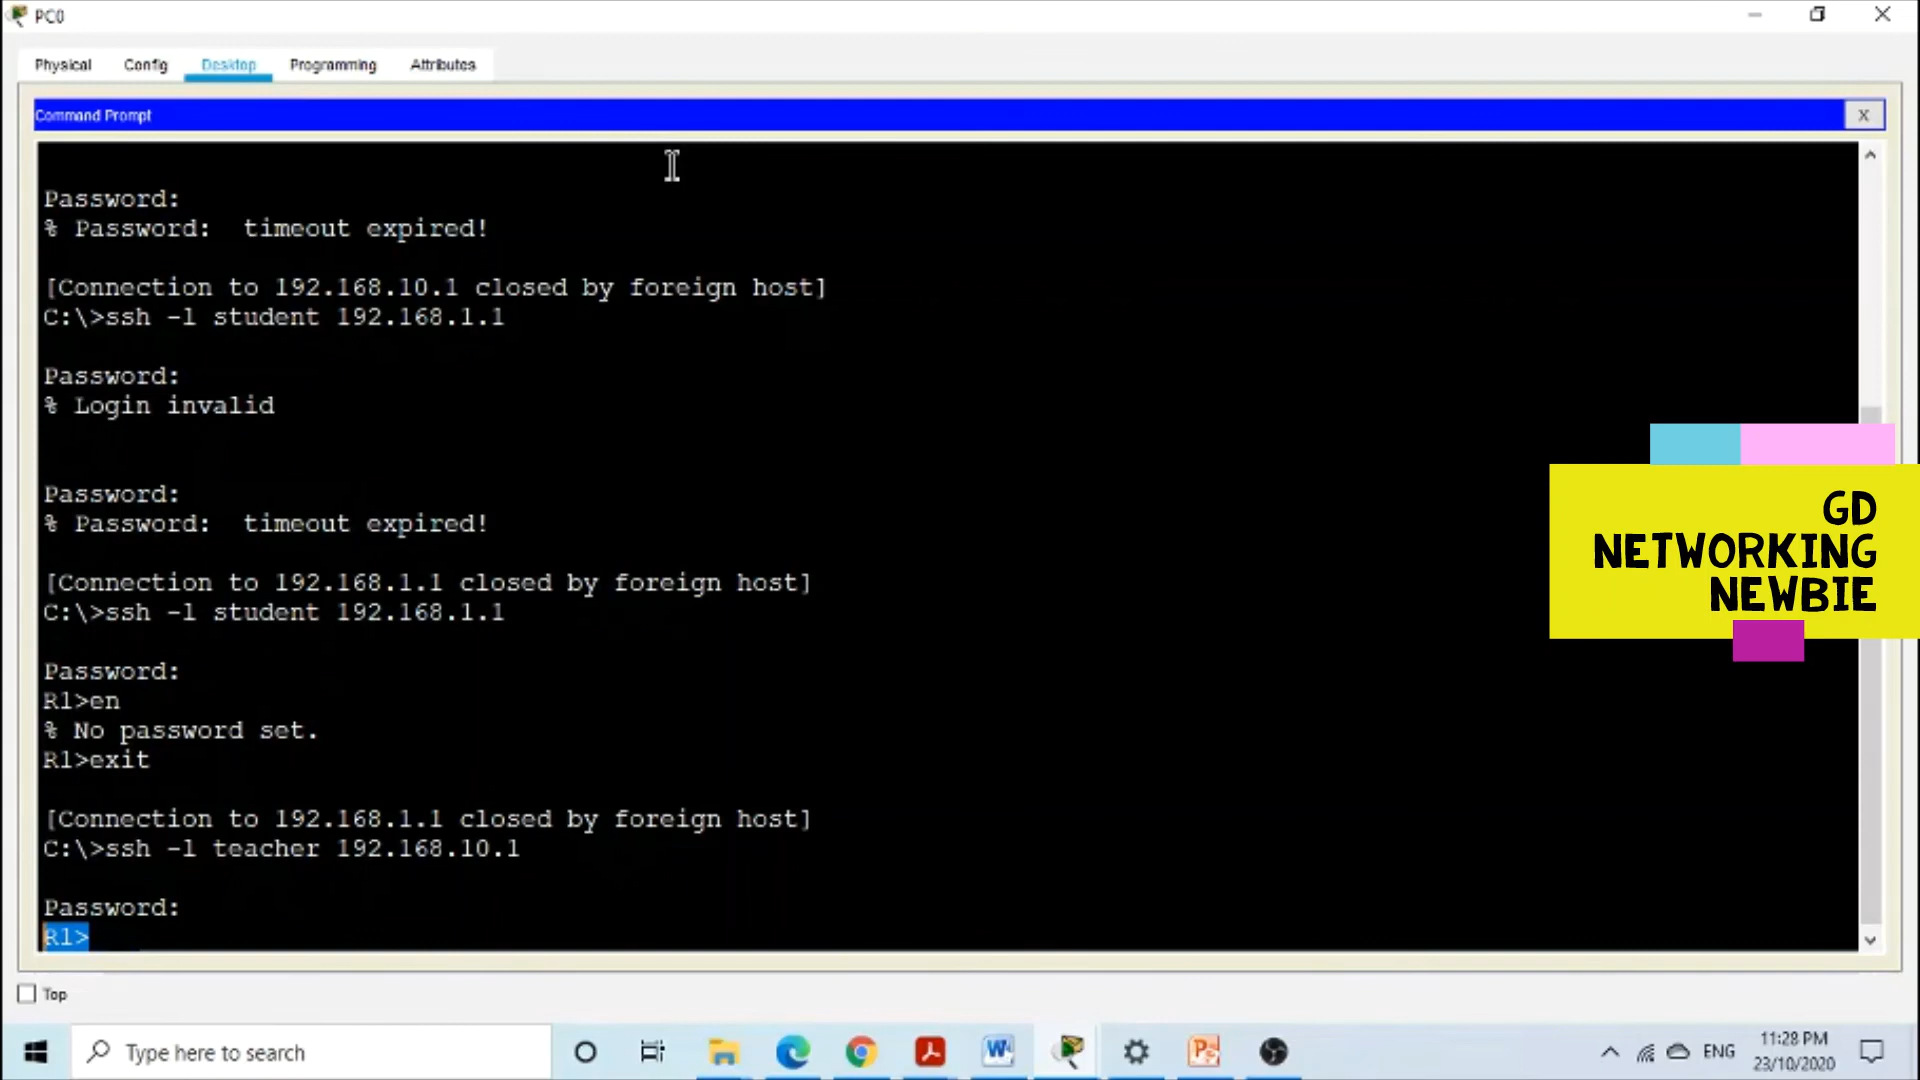 PC0
Physical Config Desktop Programming Attributes
Command Prompt
X
Password:
% Password:  timeout expired!
[Connection to 192.168.10.1 closed by foreign host]
C:\>ssh -l student 192.168.1.1
Password:
% Login invalid
Password:
% Password:  timeout expired!
[Connection to 192.168.1.1 closed by foreign host]
C:\>ssh -l student 192.168.1.1
Password:
R1>en
% No password set.
R1>exit
[Connection to 192.168.1.1 closed by foreign host]
C:\>ssh -l teacher 192.168.10.1
Password:
R1>
GD
NETWORKING
NEWBIE
Top
Type here to search
ENG
11:28 PM
23/10/2020